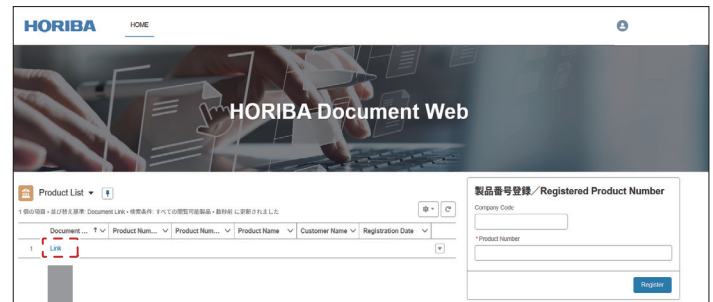 HORIBA HOME
HORIBA Document Web
Product List
1 個の項目・並び替え基準: Document Link・検索条件: すべての閲覧可能製品・数秒前 に更新されました
Document ... Product Num... Product Num... Product Name Customer Name Registration Date
1 Link
製品番号登録／Registered Product Number
Company Code
*Product Number
Register